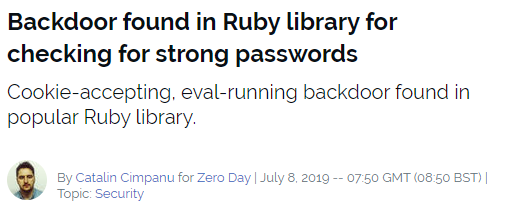 Backdoor found in Ruby library for
checking for strong passwords
Cookie-accepting, eval-running backdoor found in
popular Ruby library.
By Catalin Cimpanu for Zero Day | July 8, 2019 -- 07:50 GMT (08:50 BST) |
Topic: Security